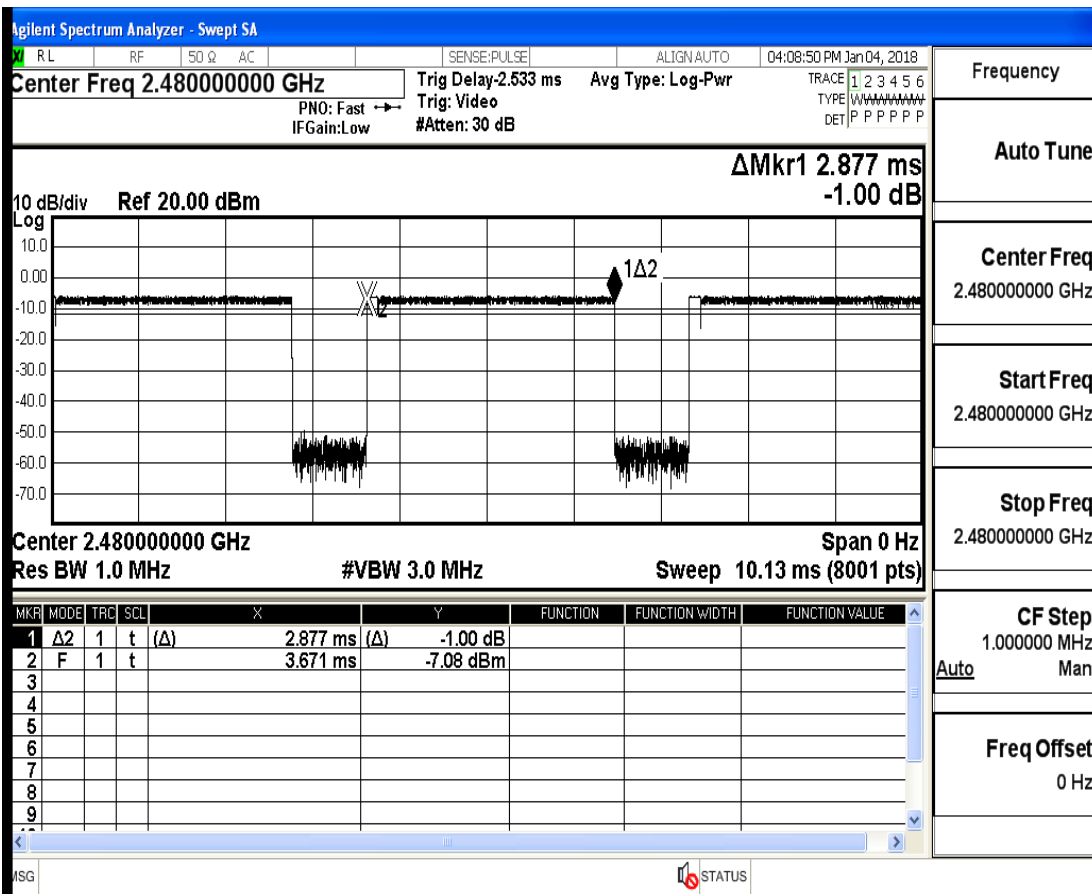 Agilent Spectrum Analyzer - Swept SA
XI RL RF 50 Ω AC SENSE:PULSE ALIGN AUTO 04:08:50 PM Jan 04, 2018
Center Freq 2.480000000 GHz Trig Delay-2.533 ms Avg Type: Log-Pwr TRACE 1 2 3 4 5 6
PNO: Fast Trig: Video TYPE WWWWWW
IFGain:Low #Atten: 30 dB DET P P P P P P
ΔMkr1 2.877 ms
-1.00 dB
10 dB/div Ref 20.00 dBm
Log
10.0
0.00
-10.0
-20.0
-30.0
-40.0
-50.0
-60.0
-70.0
1Δ2
2
Center 2.480000000 GHz Span 0 Hz
Res BW 1.0 MHz #VBW 3.0 MHz Sweep 10.13 ms (8001 pts)
MKR MODE TRC SCL X Y FUNCTION FUNCTION WIDTH FUNCTION VALUE
1 Δ2 1 t (Δ) 2.877 ms (Δ) -1.00 dB
2 F 1 t 3.671 ms -7.08 dBm
3
4
5
6
7
8
9
MSG STATUS
Frequency
Auto Tune
Center Freq
2.480000000 GHz
Start Freq
2.480000000 GHz
Stop Freq
2.480000000 GHz
CF Step
1.000000 MHz
Auto Man
Freq Offset
0 Hz